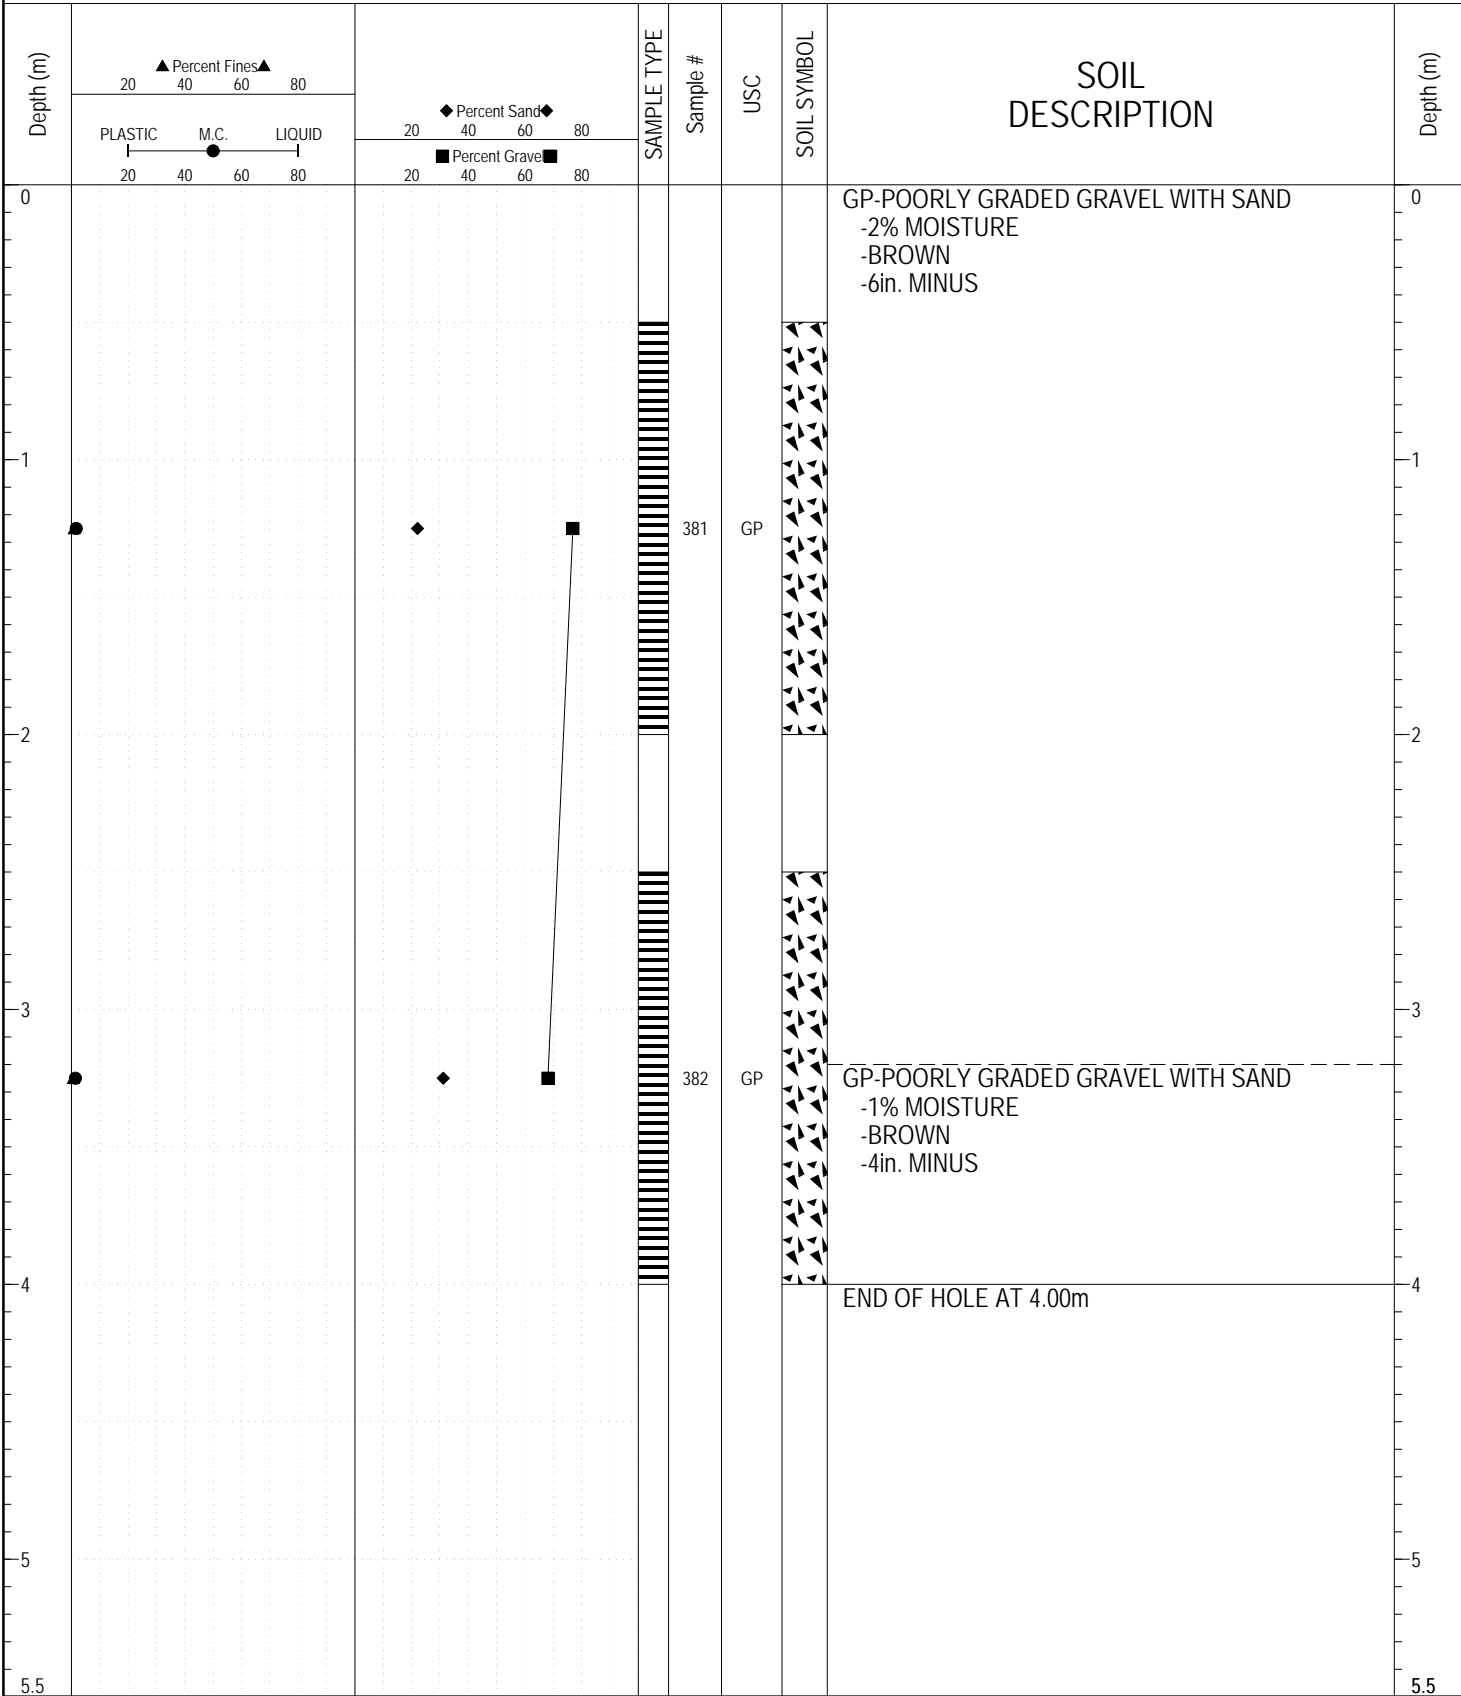 Depth (m)
▲ Percent Fines▲
20 40 60 80
PLASTIC M.C. LIQUID
20 40 60 80
◆ Percent Sand◆
20 40 60 80
■ Percent Gravel■
20 40 60 80
SAMPLE TYPE
Sample #
USC
SOIL SYMBOL
SOIL
DESCRIPTION
Depth (m)
0
GP-POORLY GRADED GRAVEL WITH SAND
-2% MOISTURE
-BROWN
-6in. MINUS
0
1
1
381 GP
2
2
3
3
382 GP
GP-POORLY GRADED GRAVEL WITH SAND
-1% MOISTURE
-BROWN
-4in. MINUS
4
4
END OF HOLE AT 4.00m
5
5
5.5
5.5